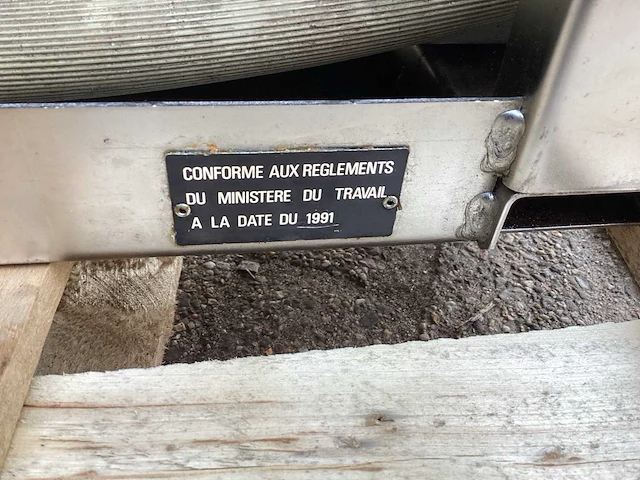 CONFORME AUX REGLEMENTS
DU MINISTERE DU TRAVAIL
A LA DATE DU 1991